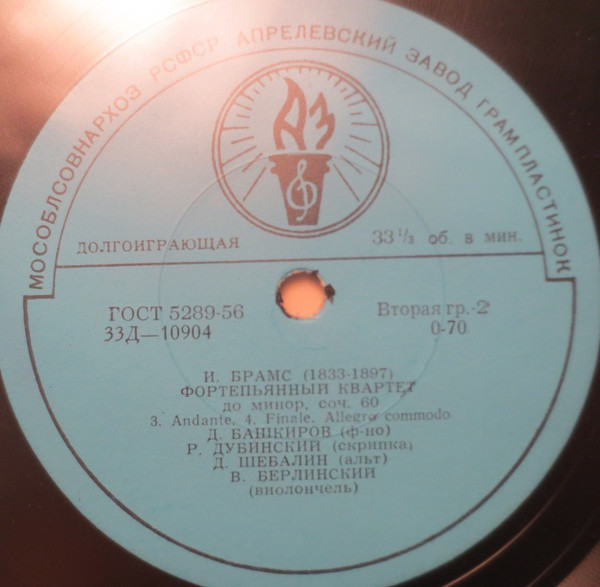 МОСОБЛСОВНАРХОЗ РСФСР АПРЕЛЕВСКИЙ ЗАВОД ГРАМПЛАСТИНОК
АЗ
ДОЛГОИГРАЮЩАЯ
33⅓ об. в мин.
ГОСТ 5289-56
33Д—10904
Вторая гр.-2
0-70
И. БРАМС (1833-1897)
ФОРТЕПЬЯННЫЙ КВАРТЕТ
до минор, соч. 60
3. Andante. 4. Finale. Allegro commodo
Д. БАШКИРОВ (ф-но)
Р. ДУБИНСКИЙ (скрипка)
Д. ШЕБАЛИН (альт)
В. БЕРЛИНСКИЙ
(виолончель)